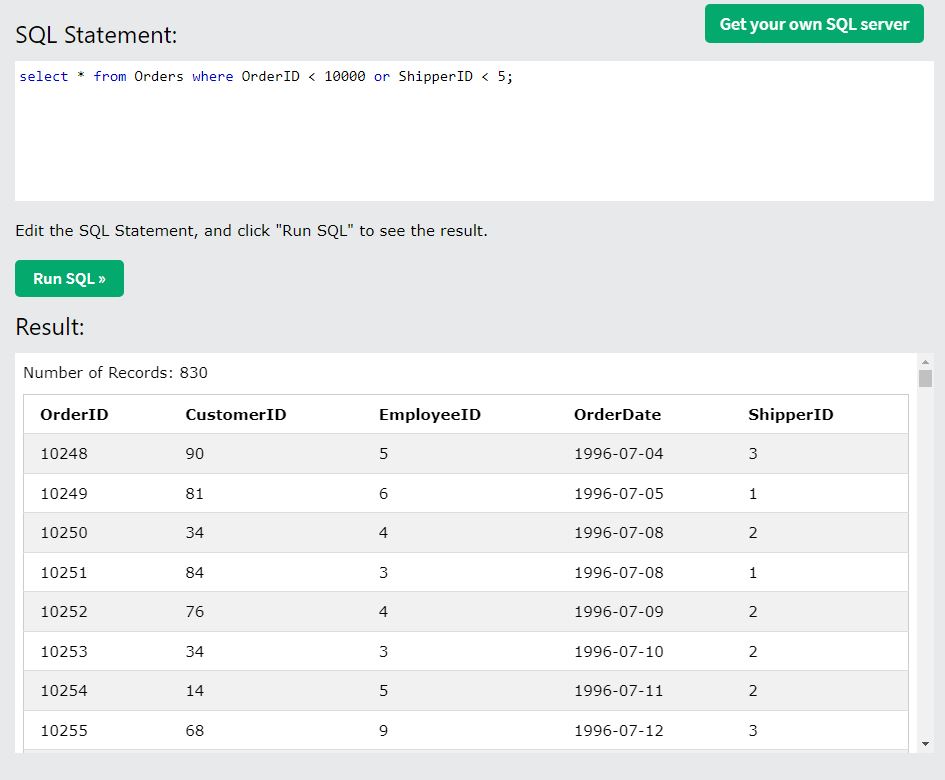 SQL Statement:
Get your own SQL server
select * from Orders where OrderID < 10000 or ShipperID < 5;
Edit the SQL Statement, and click "Run SQL" to see the result.
Run SQL »
Result:
Number of Records: 830
OrderID CustomerID EmployeeID OrderDate ShipperID
10248 90 5 1996-07-04 3
10249 81 6 1996-07-05 1
10250 34 4 1996-07-08 2
10251 84 3 1996-07-08 1
10252 76 4 1996-07-09 2
10253 34 3 1996-07-10 2
10254 14 5 1996-07-11 2
10255 68 9 1996-07-12 3